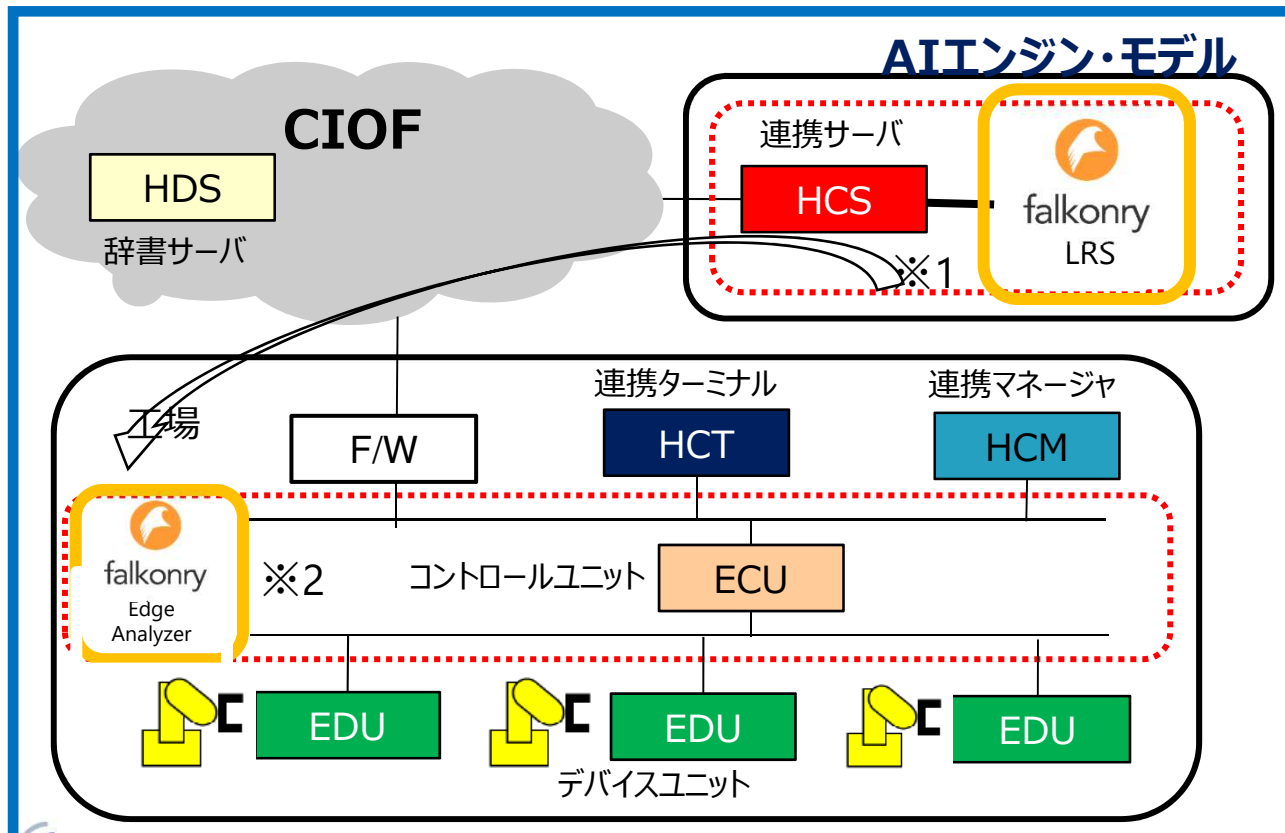 AIエンジン・モデル
CIOF
HDS
辞書サーバ
連携サーバ
HCS
falkonry
LRS
※1
工場
F/W
連携ターミナル
HCT
連携マネージャ
HCM
falkonry
Edge
Analyzer
※2
コントロールユニット
ECU
EDU
EDU
EDU
デバイスユニット